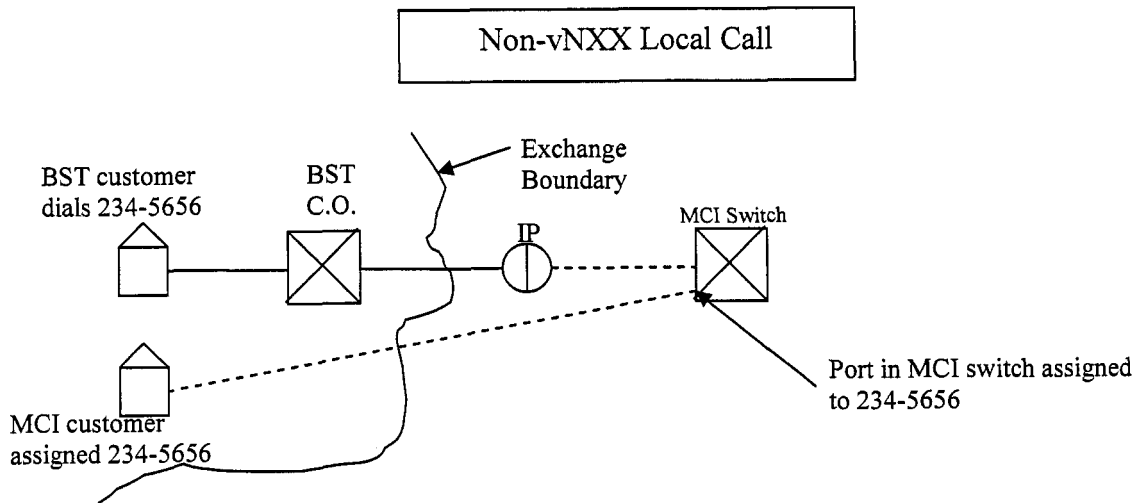 Non-vNXX Local Call
Exchange
Boundary
BST customer
dials 234-5656
BST
C.O.
IP
MCI Switch
Port in MCI switch assigned
to 234-5656
MCI customer
assigned 234-5656